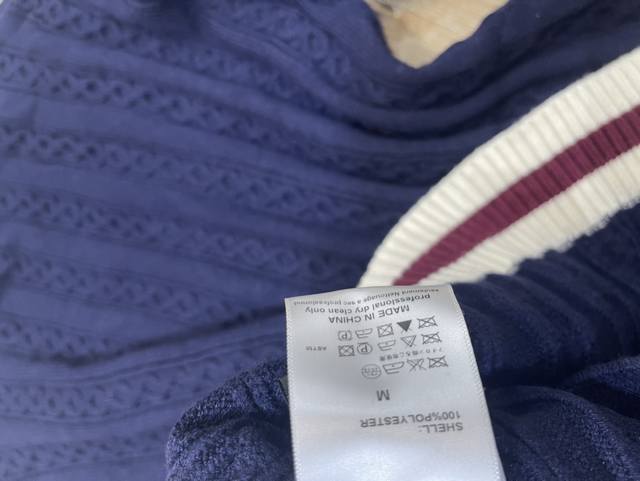 SHELL:
100%POLYESTER
M
MADE IN CHINA
professional dry clean only